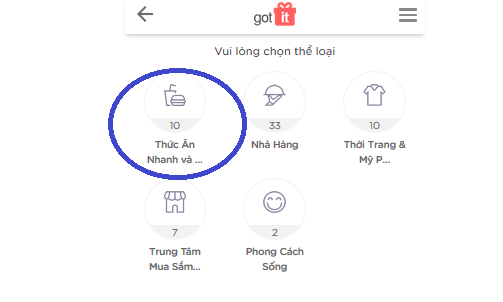 got it
Vui lòng chọn thể loại
10
Thức Ăn
Nhanh và ...
33
Nhà Hàng
10
Thời Trang &
Mỹ P...
7
Trung Tâm
Mua Sắm...
2
Phong Cách
Sống